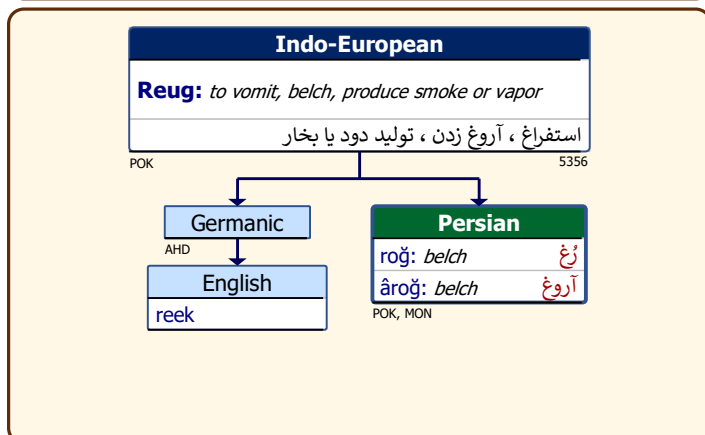 Indo-European
Reug: to vomit, belch, produce smoke or vapor
استفراغ ، آروغ زدن ، تولید دود یا بخار
POK 5356
Germanic
AHD
English
reek
Persian
roğ: belch رُغ
âroğ: belch آروغ
POK, MON